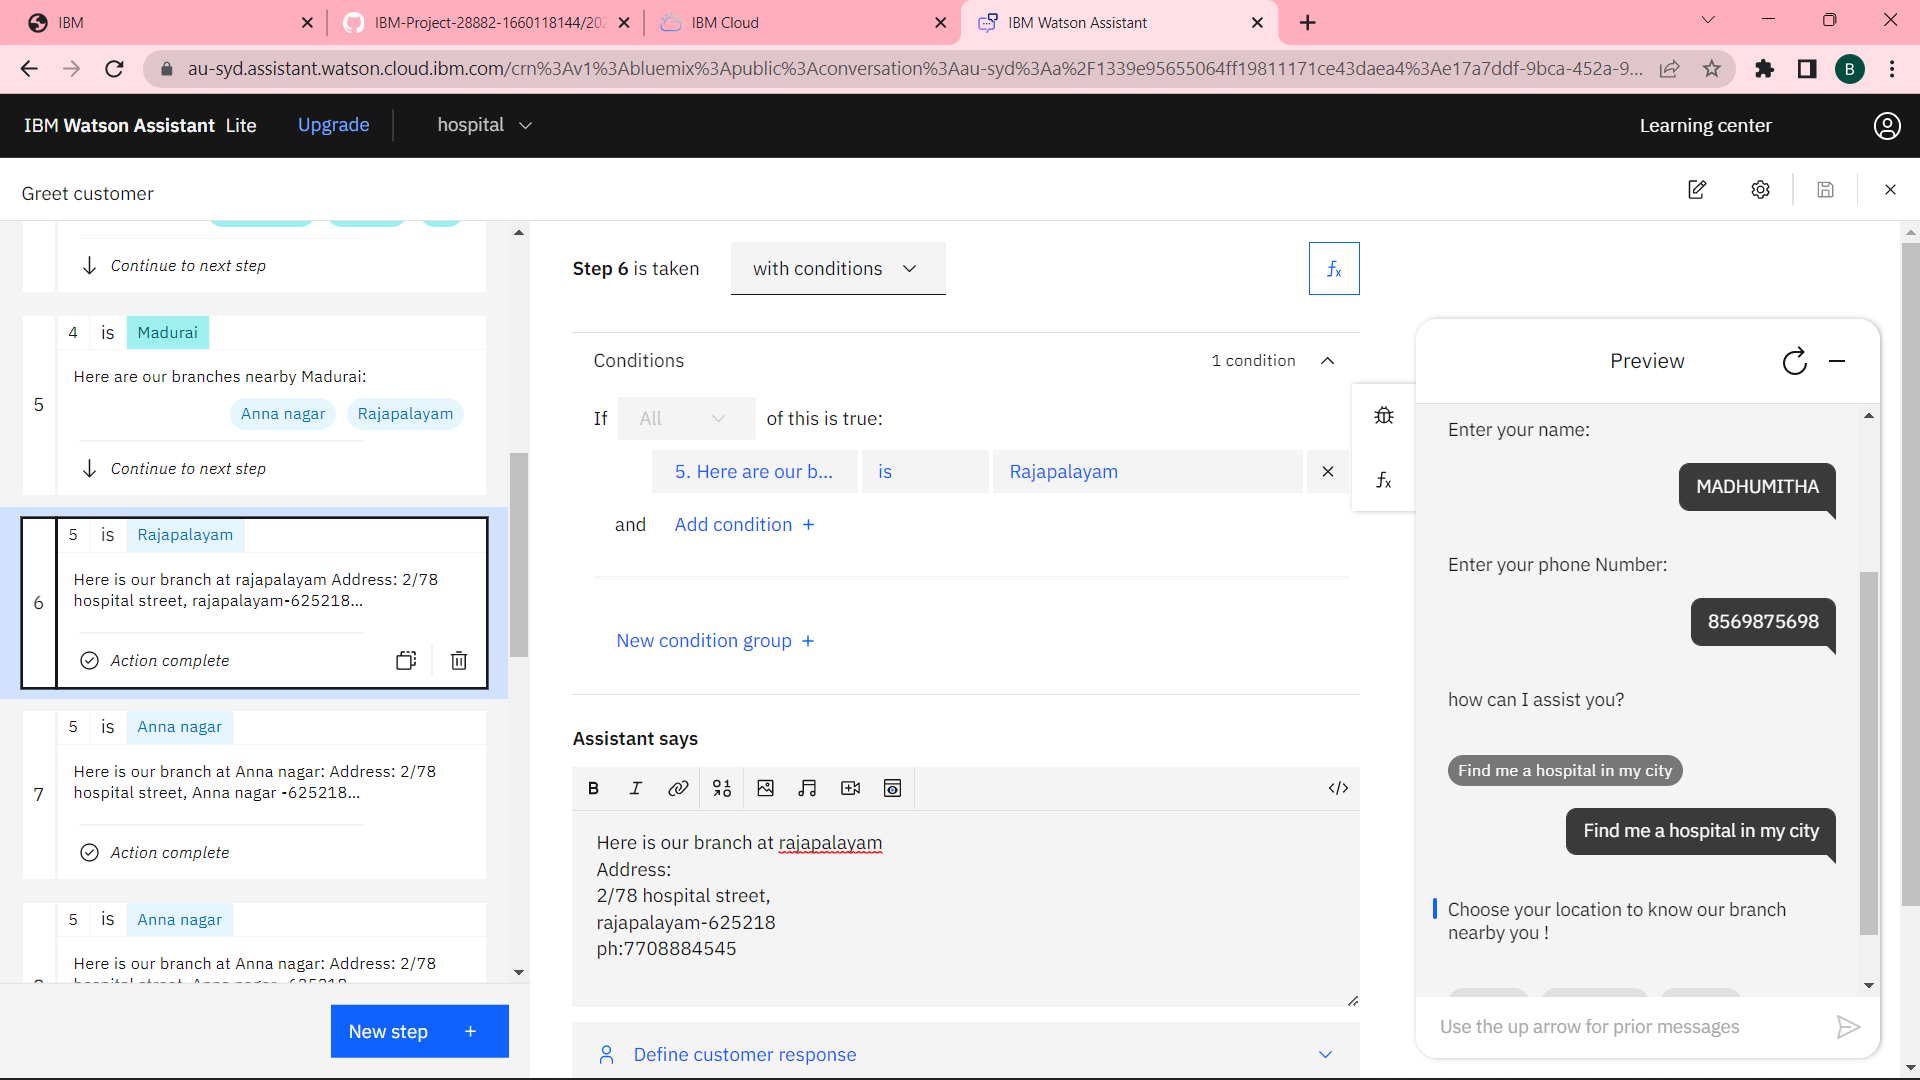 IBM
IBM-Project-28882-1660118144/202
IBM Cloud
IBM Watson Assistant
au-syd.assistant.watson.cloud.ibm.com/crn%3Av1%3Abluemix%3Apublic%3Aconversation%3Aau-syd%3Aa%2F1339e95655064ff19811171ce43daea4%3Ae17a7ddf-9bca-452a-9...
B
IBM Watson Assistant Lite
Upgrade
hospital
Learning center
Greet customer
Continue to next step
4 is Madurai
5
Here are our branches nearby Madurai:
Anna nagar
Rajapalayam
Continue to next step
5 is Rajapalayam
6
Here is our branch at rajapalayam Address: 2/78
hospital street, rajapalayam-625218...
Action complete
5 is Anna nagar
7
Here is our branch at Anna nagar: Address: 2/78
hospital street, Anna nagar -625218...
Action complete
5 is Anna nagar
Here is our branch at Anna nagar: Address: 2/78
hospital street, Anna nagar -625218...
New step +
Step 6 is taken
with conditions
fx
Conditions
1 condition
If All of this is true:
5. Here are our b...
is
Rajapalayam
and
Add condition +
New condition group +
Assistant says
B I
</>
Here is our branch at rajapalayam
Address:
2/78 hospital street,
rajapalayam-625218
ph:7708884545
Define customer response
fx
Preview
Enter your name:
MADHUMITHA
Enter your phone Number:
8569875698
how can I assist you?
Find me a hospital in my city
Find me a hospital in my city
Choose your location to know our branch
nearby you !
Use the up arrow for prior messages